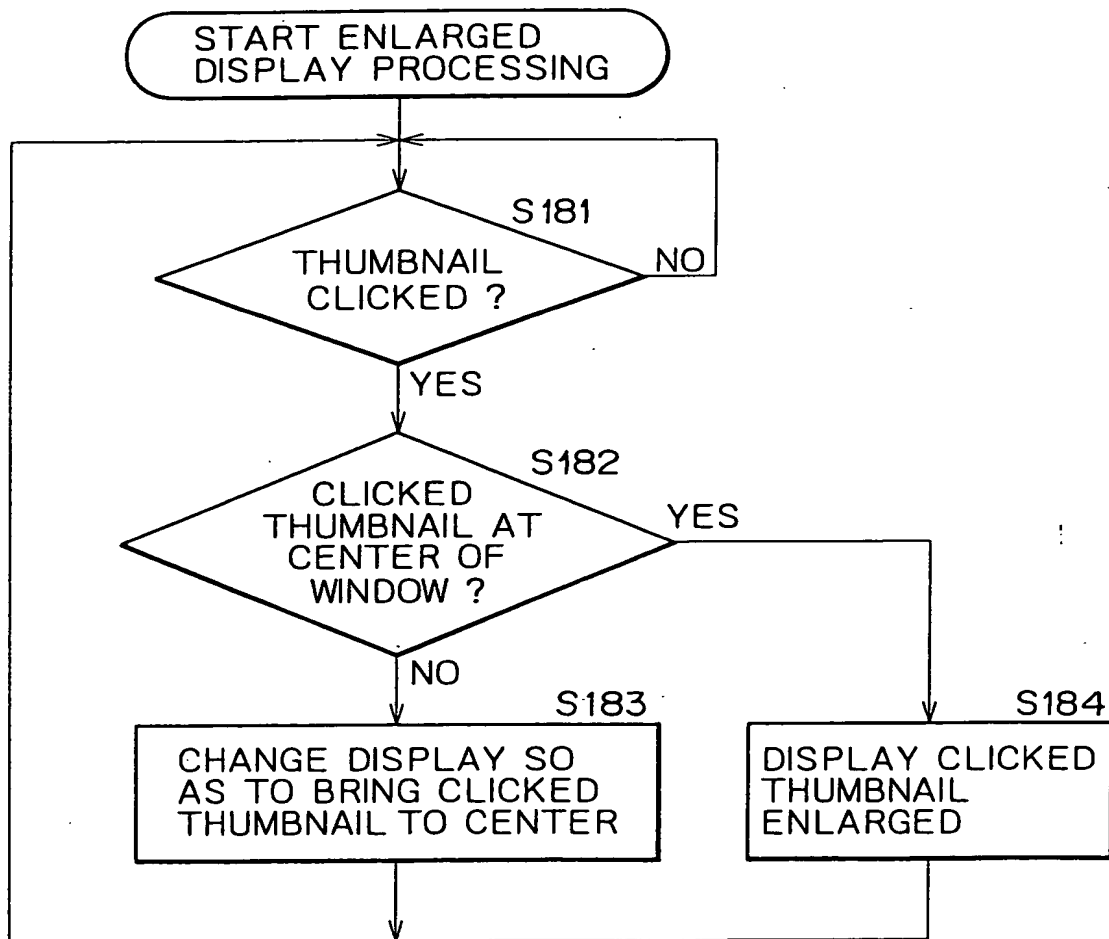 START ENLARGED
DISPLAY PROCESSING
S181
THUMBNAIL
CLICKED ?
NO
YES
S182
CLICKED
THUMBNAIL AT
CENTER OF
WINDOW ?
YES
NO
S183
CHANGE DISPLAY SO
AS TO BRING CLICKED
THUMBNAIL TO CENTER
S184
DISPLAY CLICKED
THUMBNAIL
ENLARGED